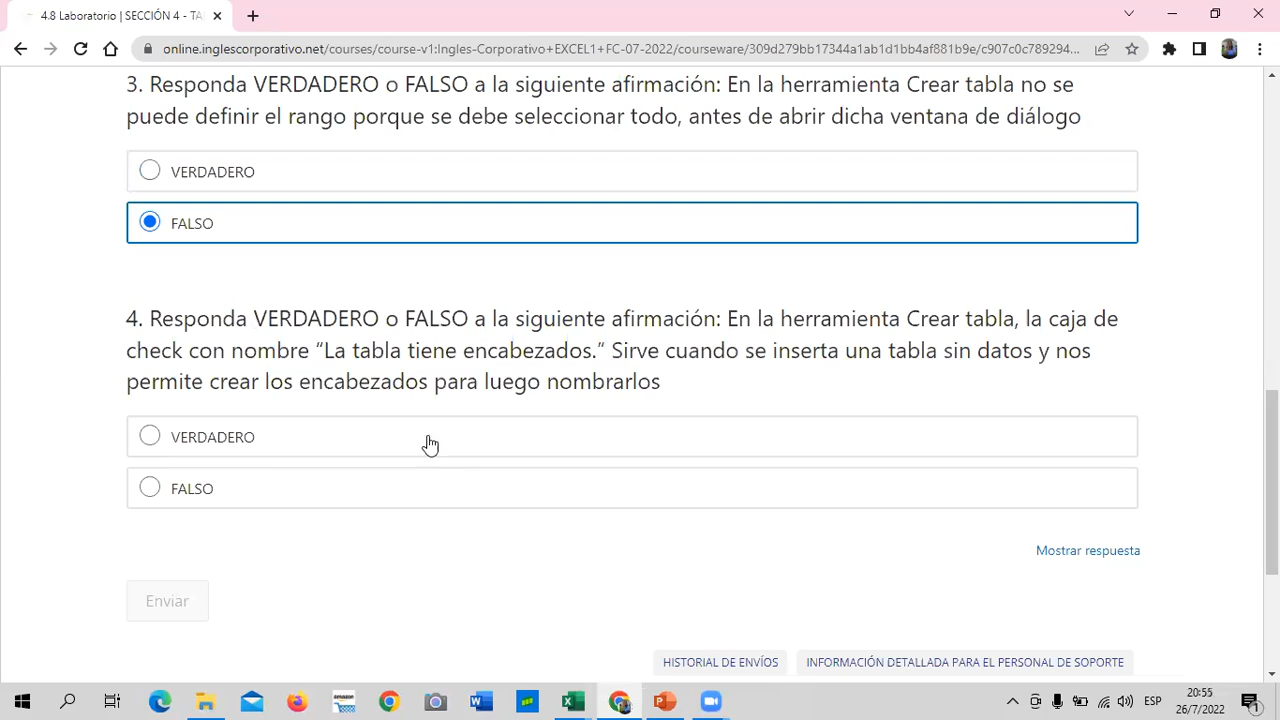 4.8 Laboratorio | SECCIÓN 4 - TA
online.inglescorporativo.net/courses/course-v1:Ingles-Corporativo+EXCEL1+FC-07-2022/courseware/309d279bb17344a1ab1d1bb4af881b9e/c907c0c789294...
3. Responda VERDADERO o FALSO a la siguiente afirmación: En la herramienta Crear tabla no se
puede definir el rango porque se debe seleccionar todo, antes de abrir dicha ventana de diálogo
VERDADERO
FALSO
4. Responda VERDADERO o FALSO a la siguiente afirmación: En la herramienta Crear tabla, la caja de
check con nombre “La tabla tiene encabezados.“ Sirve cuando se inserta una tabla sin datos y nos
permite crear los encabezados para luego nombrarlos
VERDADERO
FALSO
Mostrar respuesta
Enviar
HISTORIAL DE ENVÍOS
INFORMACIÓN DETALLADA PARA EL PERSONAL DE SOPORTE
ESP
20:55
26/7/2022